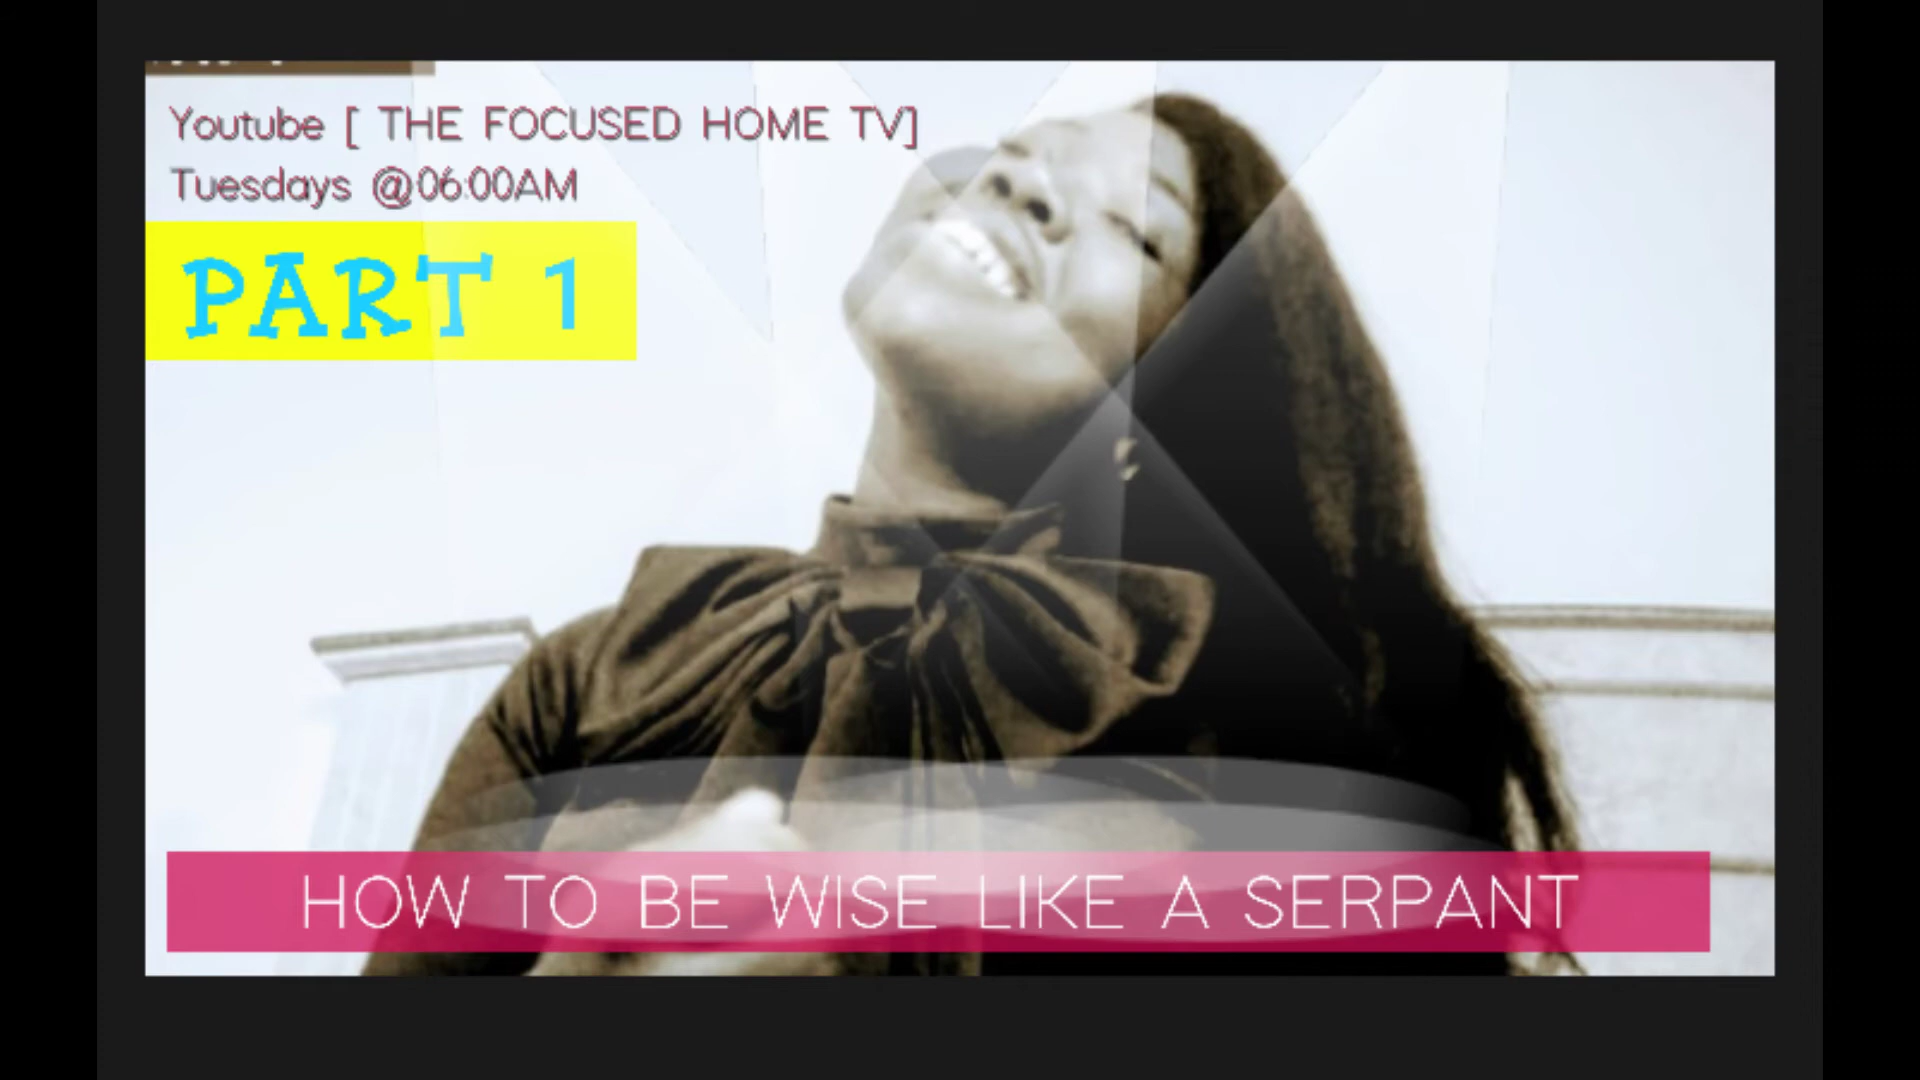 Youtube [ THE FOCUSED HOME TV]
Tuesdays @06:00AM
PART 1
HOW TO BE WISE LIKE A SERPANT